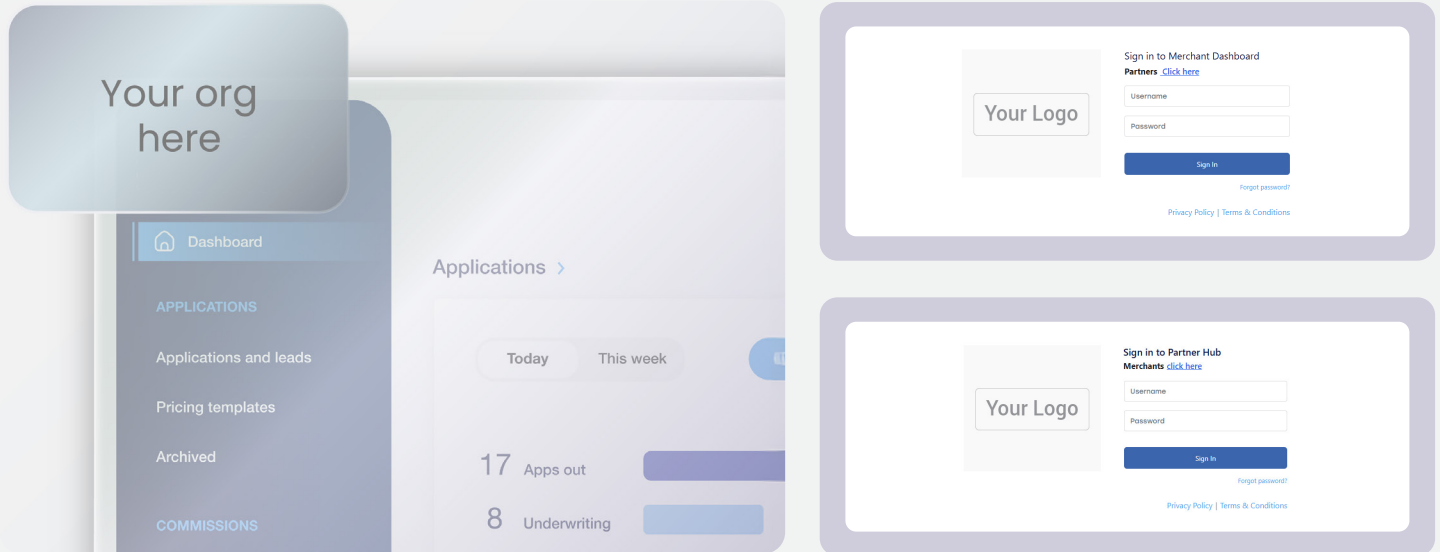 Your org
here
Dashboard
APPLICATIONS
Applications and leads
Pricing templates
Archived
COMMISSIONS
Applications
Today
This week
17 Apps out
8 Underwriting
Your Logo
Sign in to Merchant Dashboard
Partners Click here
Username
Password
Sign In
Forgot password?
Privacy Policy | Terms & Conditions
Your Logo
Sign in to Partner Hub
Merchants click here
Username
Password
Sign In
Forgot password?
Privacy Policy | Terms & Conditions